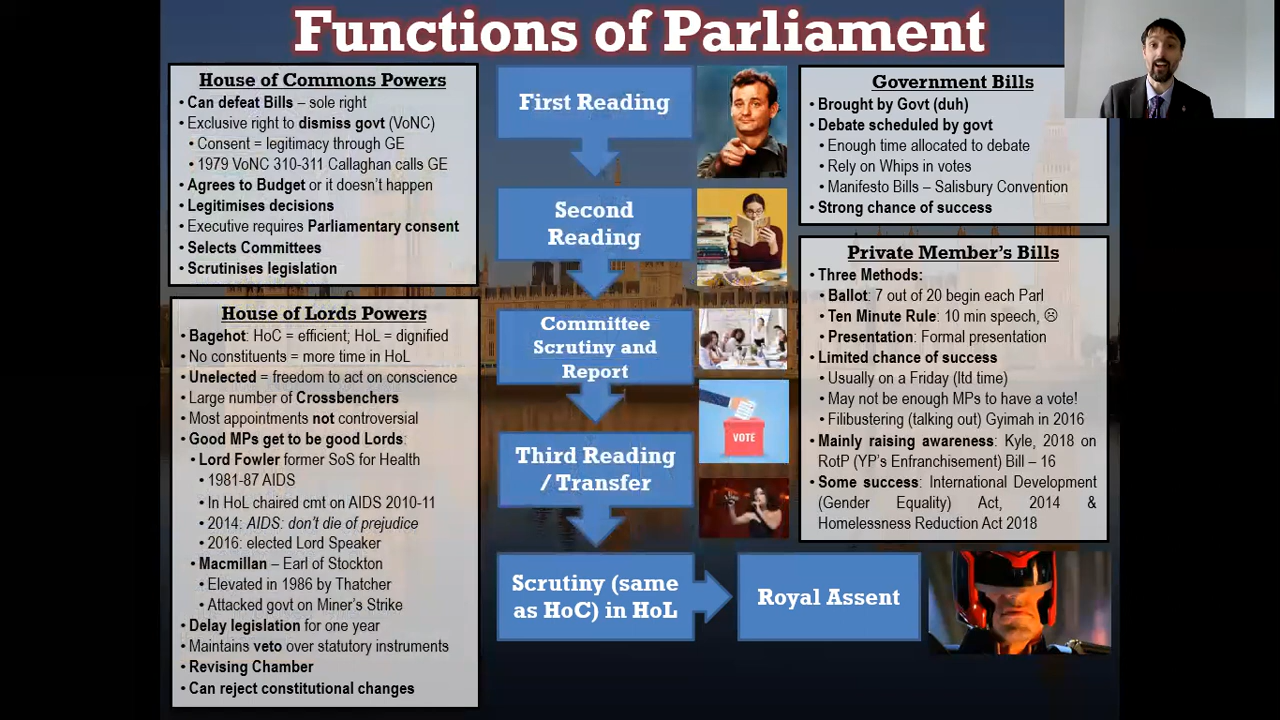 Functions of Parliament
House of Commons Powers
• Can defeat Bills – sole right
• Exclusive right to dismiss govt (VoNC)
• Consent = legitimacy through GE
• 1979 VoNC 310-311 Callaghan calls GE
• Agrees to Budget or it doesn't happen
• Legitimises decisions
• Executive requires Parliamentary consent
• Selects Committees
• Scrutinises legislation
House of Lords Powers
• Bagehot: HoC = efficient; HoL = dignified
• No constituents = more time in HoL
• Unelected = freedom to act on conscience
• Large number of Crossbenchers
• Most appointments not controversial
• Good MPs get to be good Lords:
• Lord Fowler former SoS for Health
• 1981-87 AIDS
• In HoL chaired cmt on AIDS 2010-11
• 2014: AIDS: don't die of prejudice
• 2016: elected Lord Speaker
• Macmillan – Earl of Stockton
• Elevated in 1986 by Thatcher
• Attacked govt on Miner's Strike
• Delay legislation for one year
• Maintains veto over statutory instruments
• Revising Chamber
• Can reject constitutional changes
First Reading
Second
Reading
Committee
Scrutiny and
Report
VOTE
Third Reading
/ Transfer
Scrutiny (same
as HoC) in HoL
Royal Assent
Government Bills
• Brought by Govt (duh)
• Debate scheduled by govt
• Enough time allocated to debate
• Rely on Whips in votes
• Manifesto Bills – Salisbury Convention
• Strong chance of success
Private Member's Bills
• Three Methods:
• Ballot: 7 out of 20 begin each Parl
• Ten Minute Rule: 10 min speech, ☹
• Presentation: Formal presentation
• Limited chance of success
• Usually on a Friday (ltd time)
• May not be enough MPs to have a vote!
• Filibustering (talking out) Gyimah in 2016
• Mainly raising awareness: Kyle, 2018 on
RotP (YP's Enfranchisement) Bill – 16
• Some success: International Development
(Gender Equality) Act, 2014 &
Homelessness Reduction Act 2018